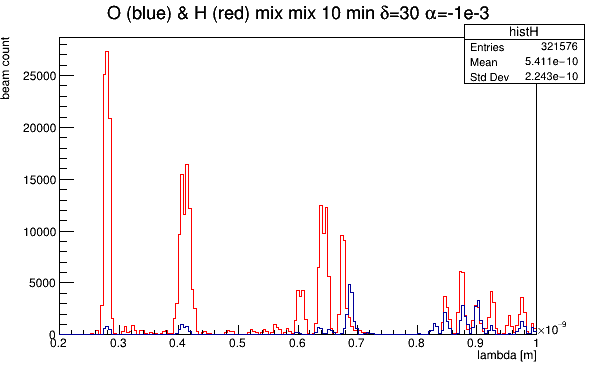 O (blue) & H (red) mix mix 10 min δ=30 α=-1e-3
histH
Entries 321576
Mean 5.411e-10
Std Dev 2.243e-10
beam count
25000
20000
15000
10000
5000
0
0.2 0.3 0.4 0.5 0.6 0.7 0.8 0.9 1
×10⁻⁹
lambda [m]